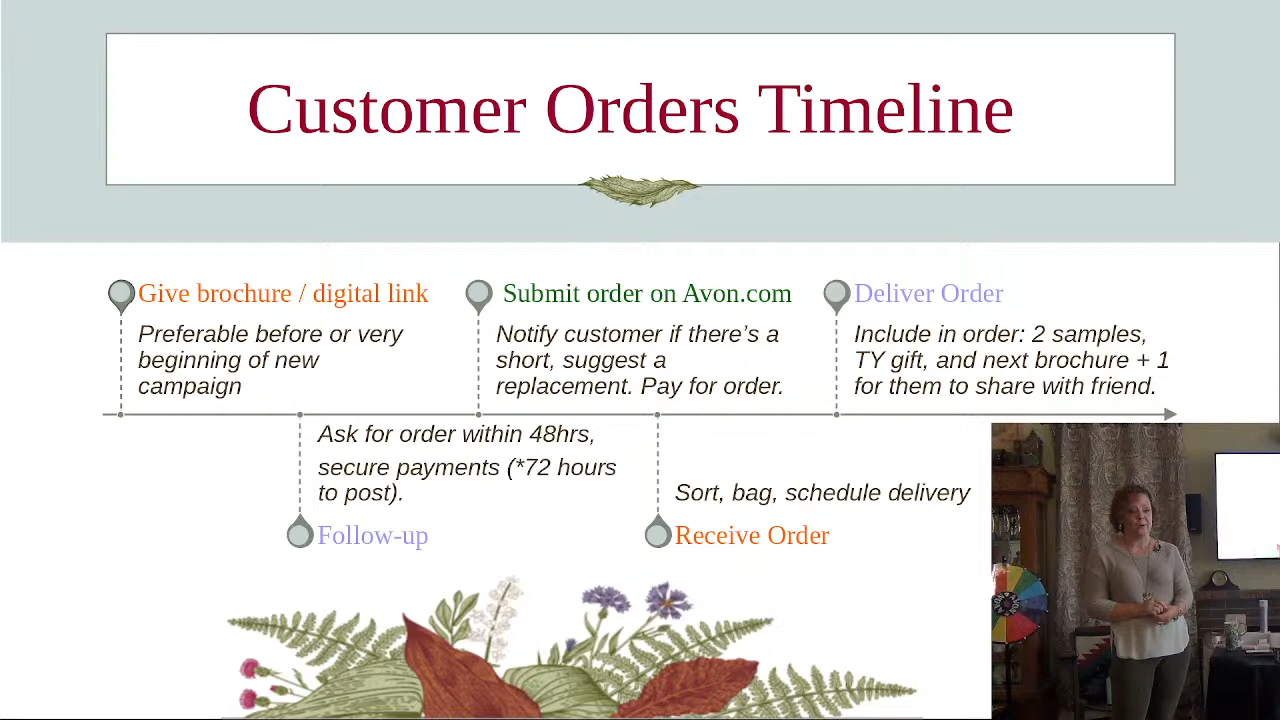 Customer Orders Timeline
Give brochure / digital link
Preferable before or very
beginning of new
campaign
Submit order on Avon.com
Notify customer if there’s a
short, suggest a
replacement. Pay for order.
Deliver Order
Include in order: 2 samples,
TY gift, and next brochure + 1
for them to share with friend.
Ask for order within 48hrs,
secure payments (*72 hours
to post).
Follow-up
Sort, bag, schedule delivery
Receive Order
AVON